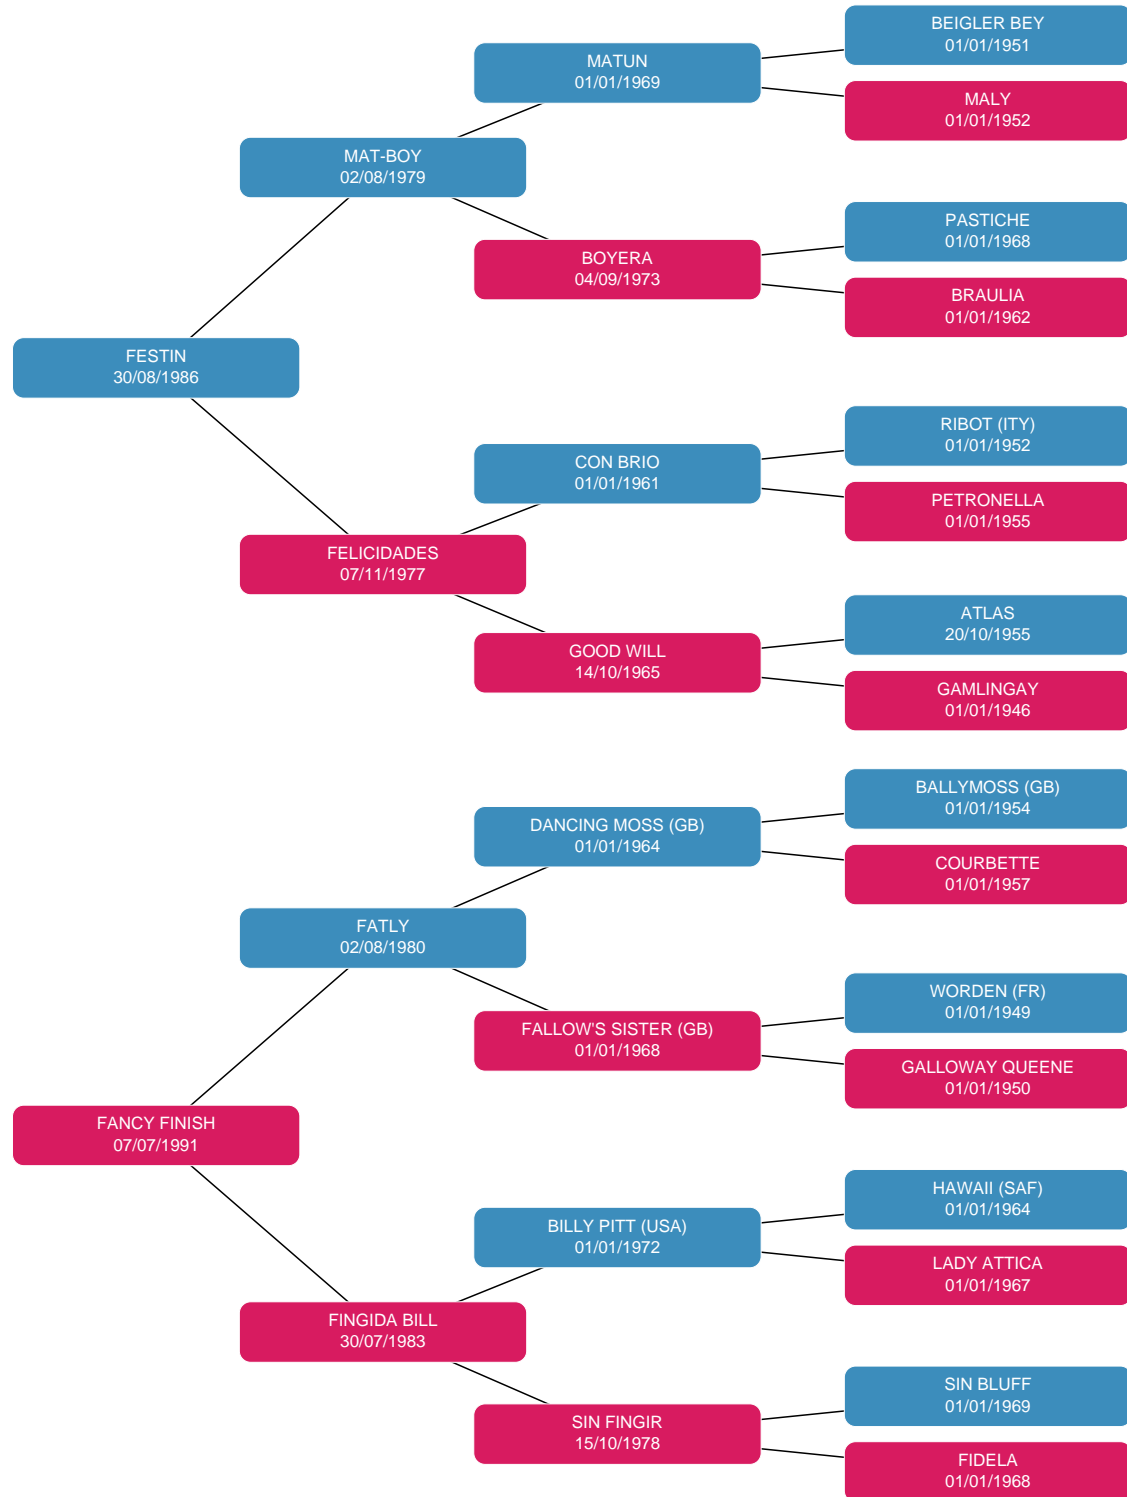 BEIGLER BEY
01/01/1951
MATUN
01/01/1969
MALY
01/01/1952
MAT-BOY
02/08/1979
PASTICHE
01/01/1968
BOYERA
04/09/1973
BRAULIA
01/01/1962
FESTIN
30/08/1986
RIBOT (ITY)
01/01/1952
CON BRIO
01/01/1961
PETRONELLA
01/01/1955
FELICIDADES
07/11/1977
ATLAS
20/10/1955
GOOD WILL
14/10/1965
GAMLINGAY
01/01/1946
BALLYMOSS (GB)
01/01/1954
DANCING MOSS (GB)
01/01/1964
COURBETTE
01/01/1957
FATLY
02/08/1980
WORDEN (FR)
01/01/1949
FALLOW'S SISTER (GB)
01/01/1968
GALLOWAY QUEENE
01/01/1950
FANCY FINISH
07/07/1991
HAWAII (SAF)
01/01/1964
BILLY PITT (USA)
01/01/1972
LADY ATTICA
01/01/1967
FINGIDA BILL
30/07/1983
SIN BLUFF
01/01/1969
SIN FINGIR
15/10/1978
FIDELA
01/01/1968